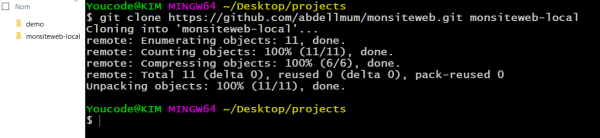 Nom
demo
monsiteweb-local
Youcode@KIM MINGW64 ~/Desktop/projects
$ git clone https://github.com/abdellmum/monsiteweb.git monsiteweb-local
Cloning into 'monsiteweb-local'...
remote: Enumerating objects: 11, done.
remote: Counting objects: 100% (11/11), done.
remote: Compressing objects: 100% (6/6), done.
remote: Total 11 (delta 0), reused 0 (delta 0), pack-reused 0
Unpacking objects: 100% (11/11), done.
Youcode@KIM MINGW64 ~/Desktop/projects
$